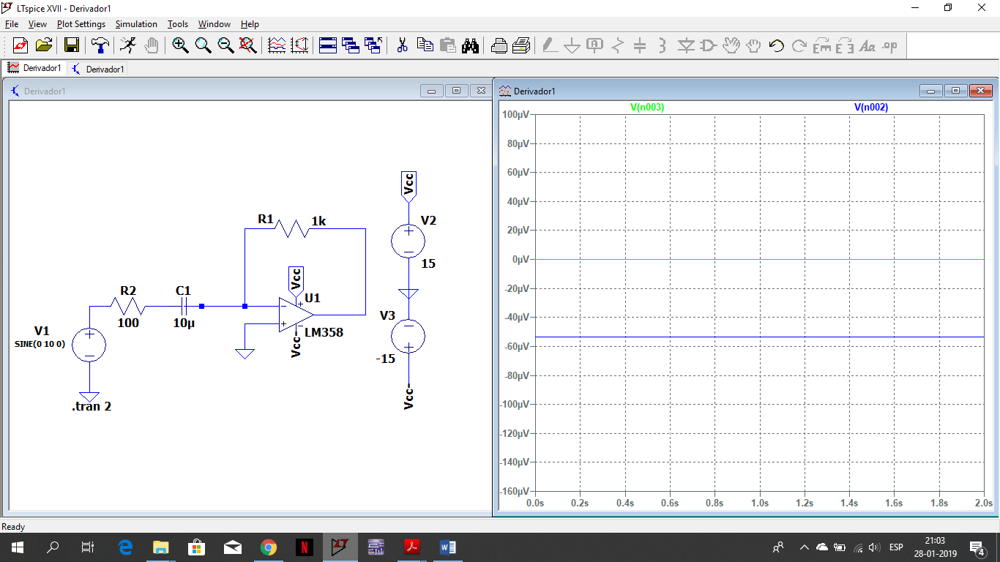 LTspice XVII - Derivador1
File View Plot Settings Simulation Tools Window Help
Derivador1 Derivador1
Derivador1
R1 1k
Vcc
U1
LM358
Vcc-
R2
100
C1
10µ
V1
SINE(0 10 0)
.tran 2
Vcc
V2
15
V3
-15
Vcc-
Derivador1
V(n003) V(n002)
100µV
80µV
60µV
40µV
20µV
0µV
-20µV
-40µV
-60µV
-80µV
-100µV
-120µV
-140µV
-160µV
0.0s 0.2s 0.4s 0.6s 0.8s 1.0s 1.2s 1.4s 1.6s 1.8s 2.0s
Ready
ESP
21:03
28-01-2019
4